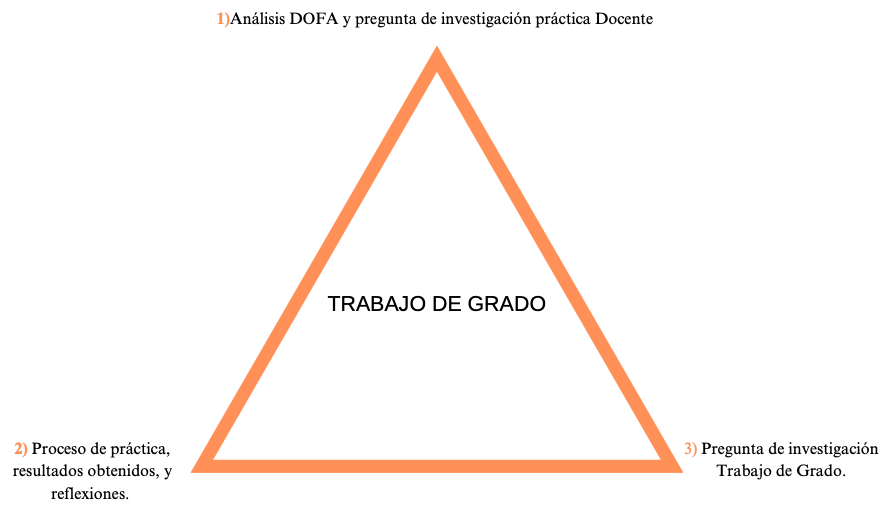 1)Análisis DOFA y pregunta de investigación práctica Docente
TRABAJO DE GRADO
2) Proceso de práctica,
resultados obtenidos, y
reflexiones.
3) Pregunta de investigación
Trabajo de Grado.